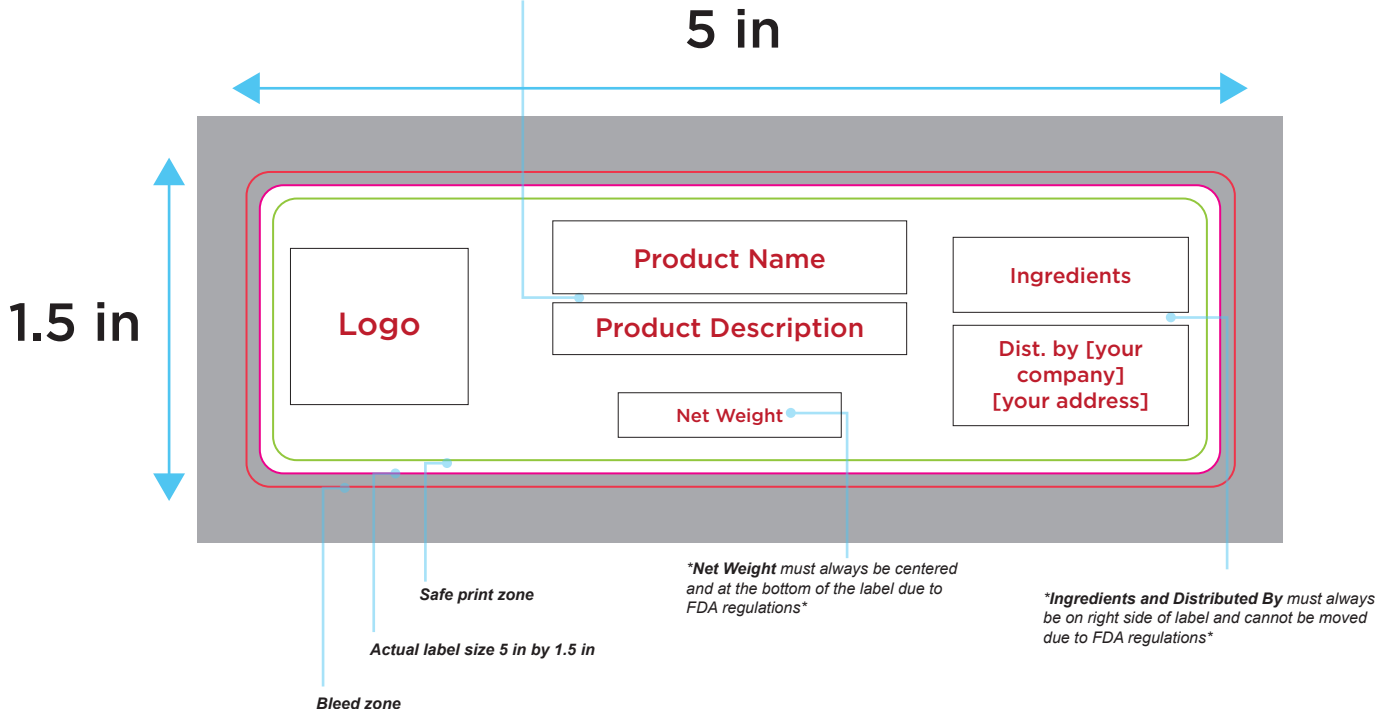 5 in
1.5 in
Logo
Product Name
Product Description
Net Weight
Ingredients
Dist. by [your
company]
[your address]
Safe print zone
Actual label size 5 in by 1.5 in
Bleed zone
*Net Weight must always be centered
and at the bottom of the label due to
FDA regulations*
*Ingredients and Distributed By must always
be on right side of label and cannot be moved
due to FDA regulations*